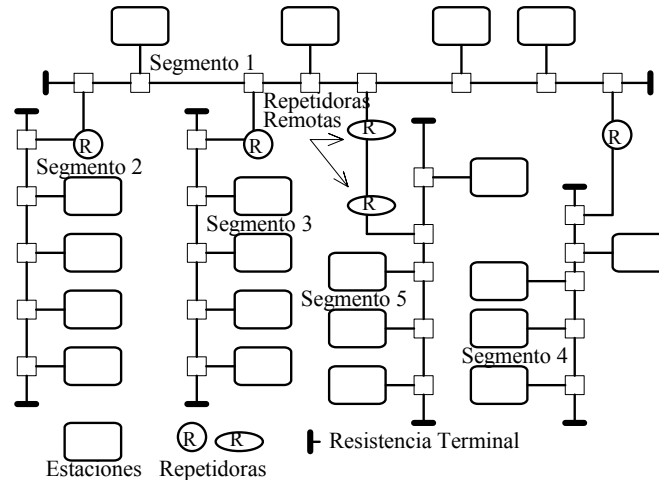 Segmento 1
Repetidoras
Remotas
R
R
R
R
Segmento 2
R
Segmento 3
Segmento 5
Segmento 4
R
R
Resistencia Terminal
Estaciones
Repetidoras